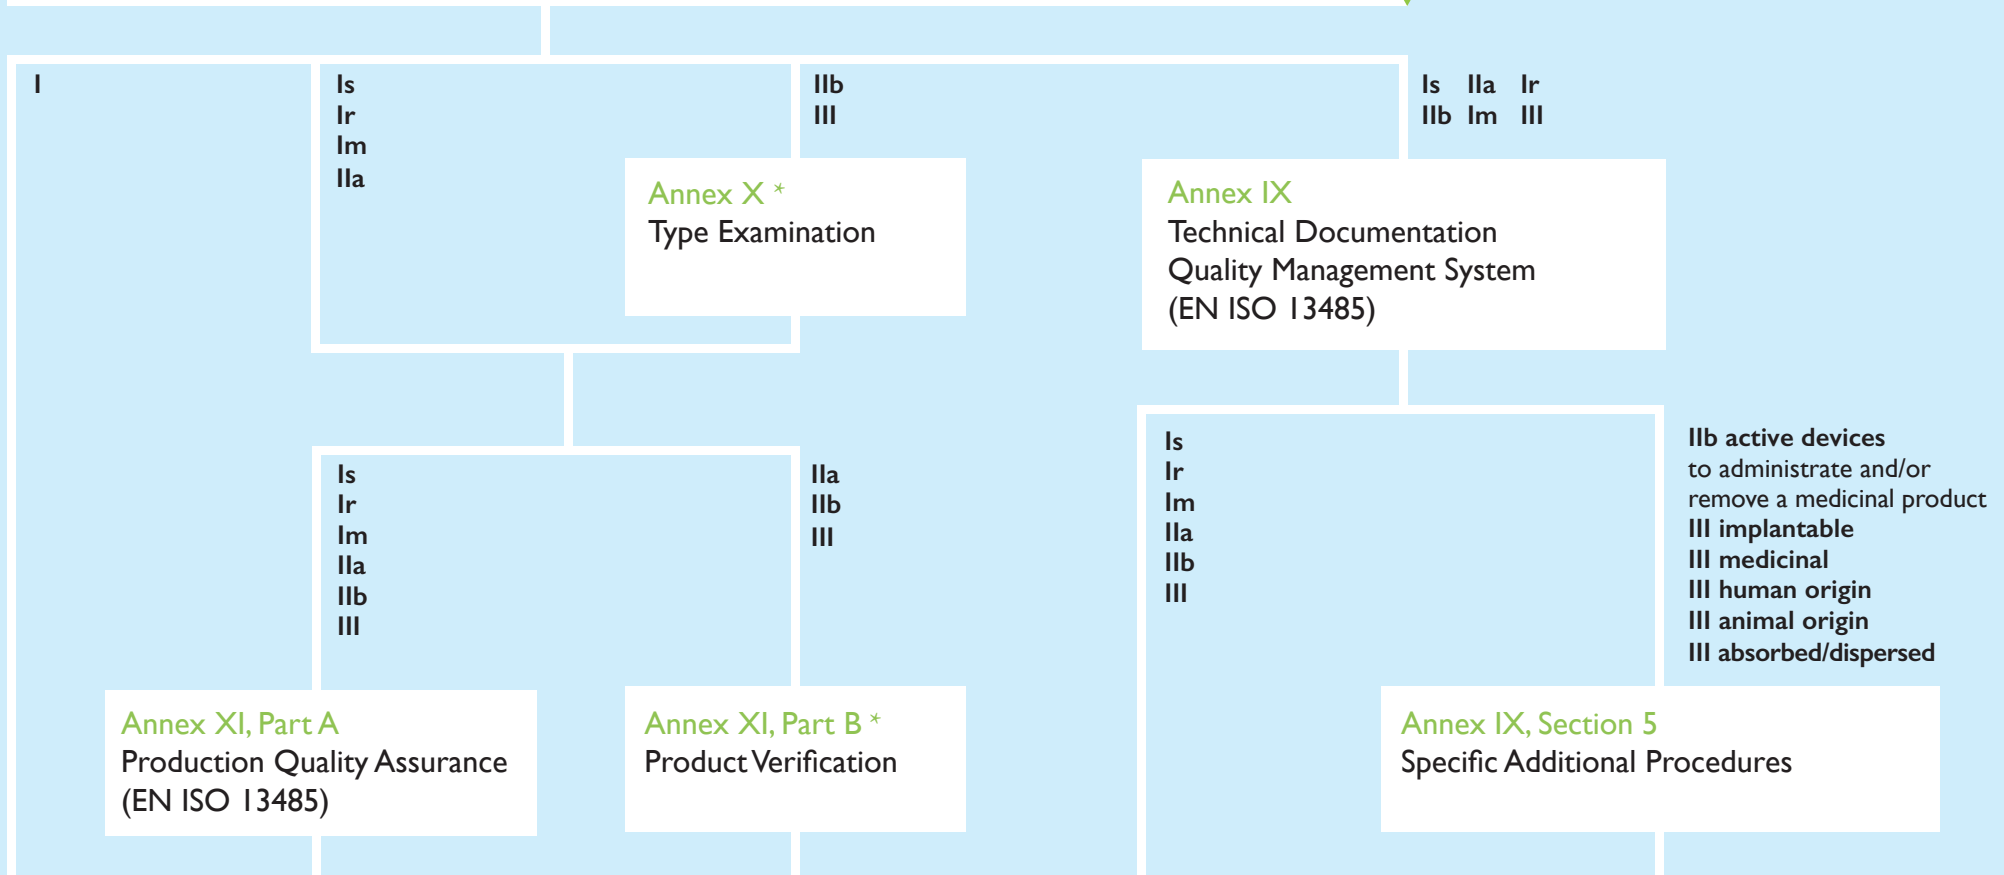 I
Is
Ir
Im
IIa
IIb
III
Is IIa Ir
IIb Im III
Annex X *
Type Examination
Annex IX
Technical Documentation
Quality Management System
(EN ISO 13485)
Is
Ir
Im
IIa
IIb
III
IIa
IIb
III
Is
Ir
Im
IIa
IIb
III
IIb active devices
to administrate and/or
remove a medicinal product
III implantable
III medicinal
III human origin
III animal origin
III absorbed/dispersed
Annex XI, Part A
Production Quality Assurance
(EN ISO 13485)
Annex XI, Part B *
Product Verification
Annex IX, Section 5
Specific Additional Procedures